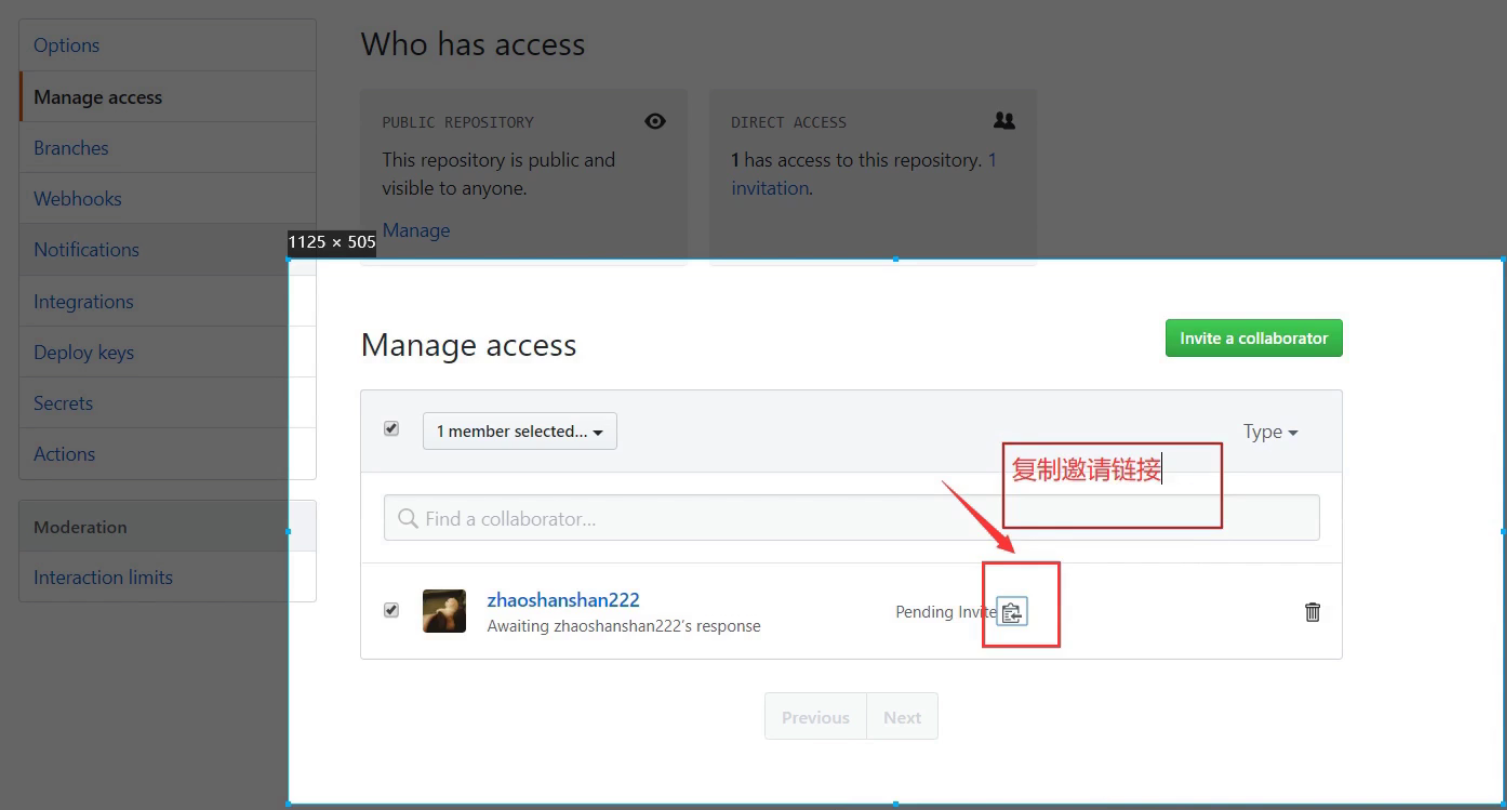 Options
Manage access
Branches
Webhooks
Notifications
Integrations
Deploy keys
Secrets
Actions
Moderation
Interaction limits
Who has access
PUBLIC REPOSITORY
This repository is public and
visible to anyone.
Manage
DIRECT ACCESS
1 has access to this repository. 1
invitation.
1125 × 505
Manage access
Invite a collaborator
1 member selected...
Type
复制邀请链接
Find a collaborator...
zhaoshanshan222
Awaiting zhaoshanshan222's response
Pending Invite
Previous
Next